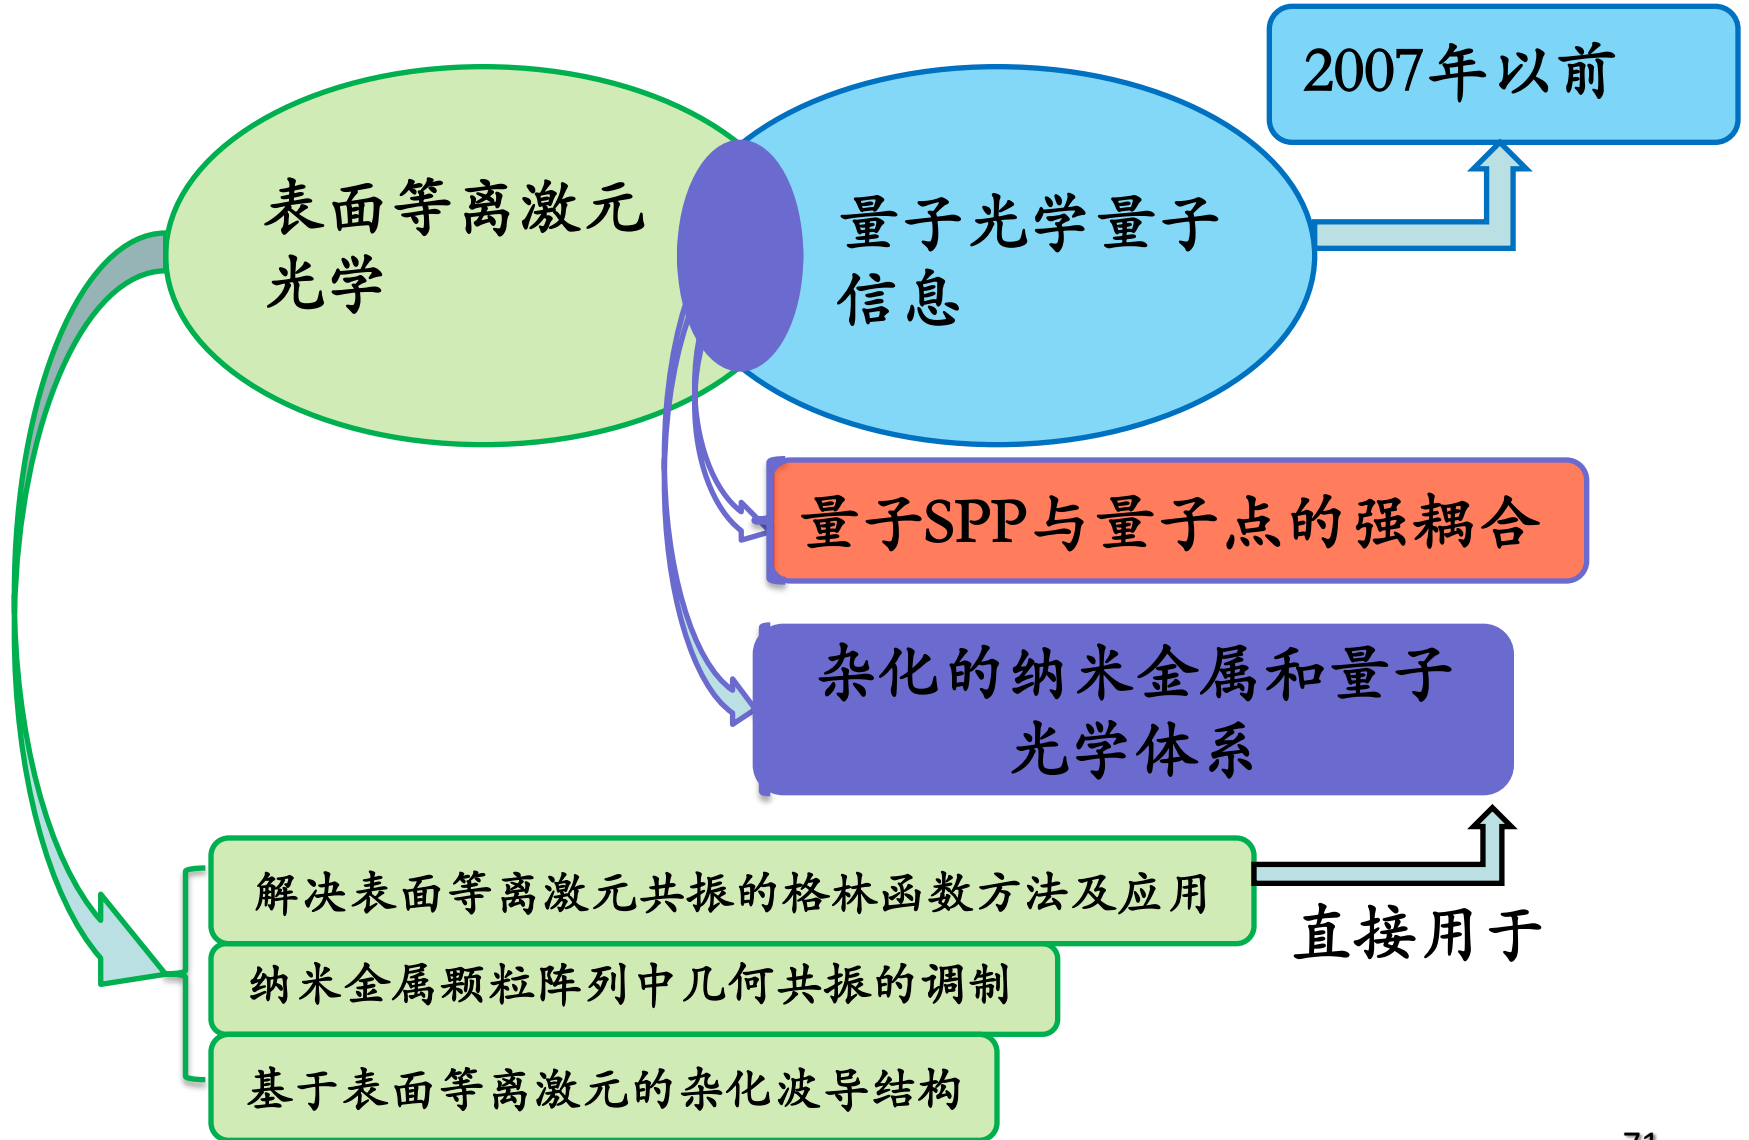 2007年以前
表面等离激元
光学
量子光学量子
信息
量子SPP与量子点的强耦合
杂化的纳米金属和量子
光学体系
解决表面等离激元共振的格林函数方法及应用
直接用于
纳米金属颗粒阵列中几何共振的调制
基于表面等离激元的杂化波导结构
71